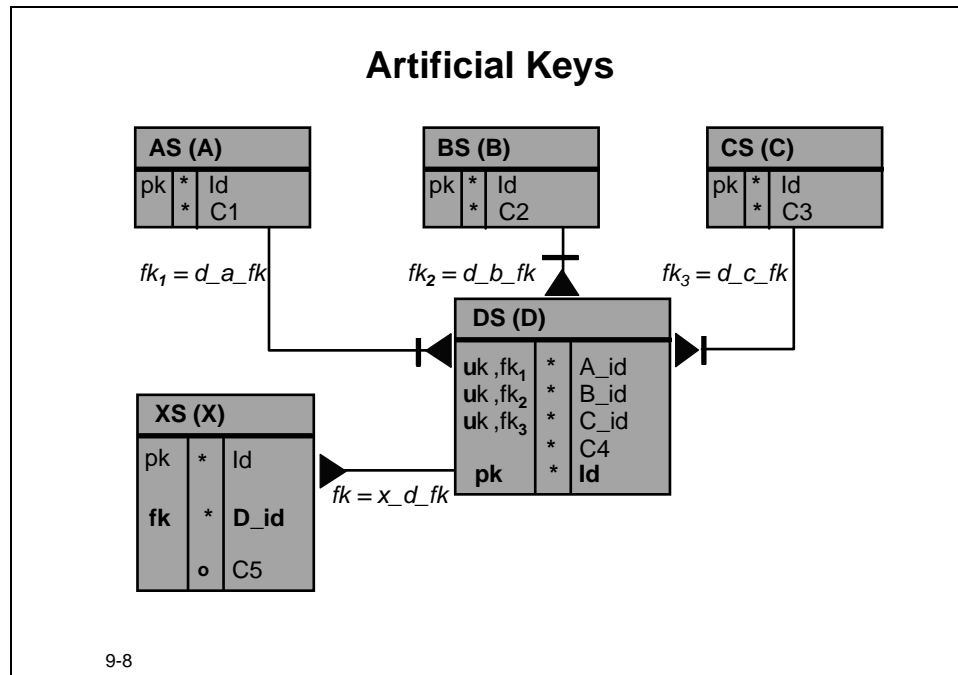 Artificial Keys
AS (A)
pk * Id
* C1
BS (B)
pk * Id
* C2
CS (C)
pk * Id
* C3
fk1 = d_a_fk
fk2 = d_b_fk
fk3 = d_c_fk
DS (D)
uk ,fk1 * A_id
uk ,fk2 * B_id
uk ,fk3 * C_id
* C4
pk * Id
XS (X)
pk * Id
fk * D_id
o C5
fk = x_d_fk
9-8